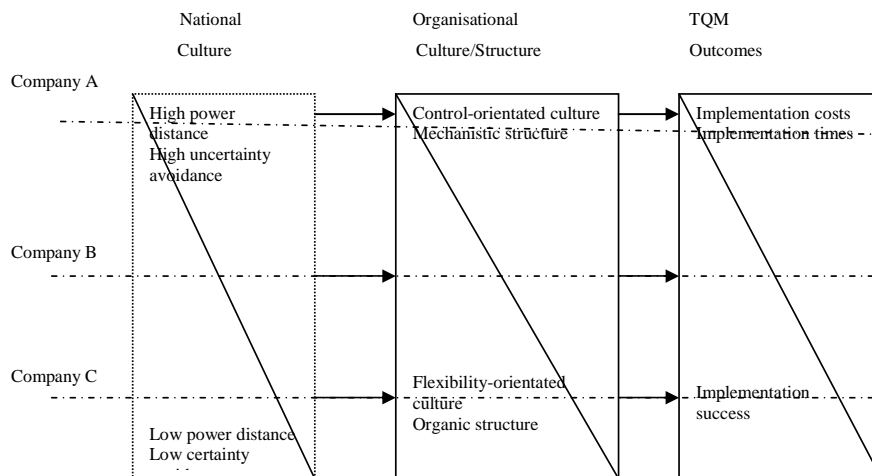 National
Culture
Organisational
Culture/Structure
TQM
Outcomes
Company A
High power
distance
High uncertainty
avoidance
Control-orientated culture
Mechanistic structure
Implementation costs
Implementation times
Company B
Company C
Flexibility-orientated
culture
Organic structure
Implementation
success
Low power distance
Low certainty